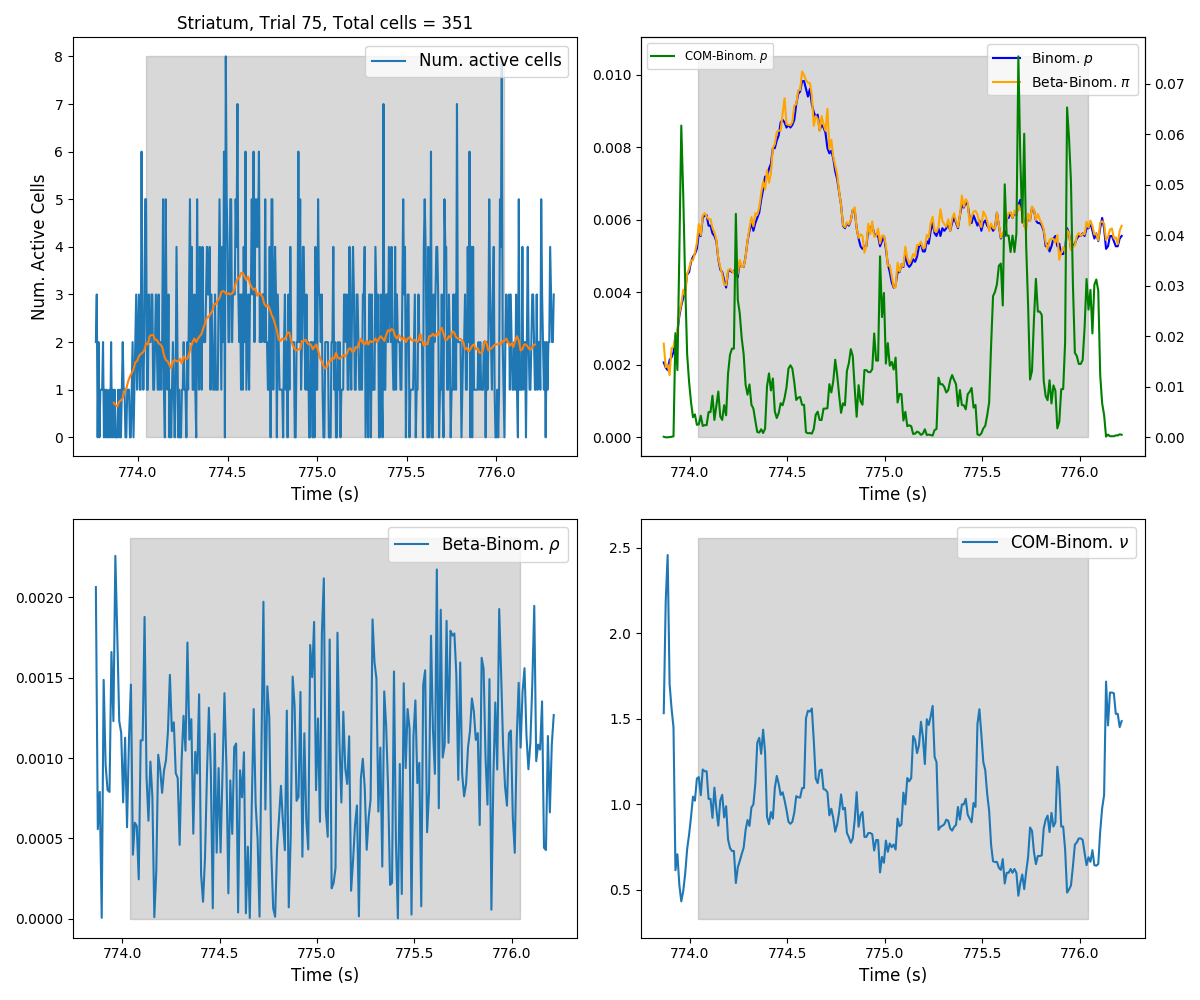 Striatum, Trial 75, Total cells = 351
Num. active cells
Num. Active Cells
8
7
6
5
4
3
2
1
0
774.0 774.5 775.0 775.5 776.0
Time (s)
COM-Binom. p
Binom. p
Beta-Binom. π
0.010
0.008
0.006
0.004
0.002
0.000
0.07
0.06
0.05
0.04
0.03
0.02
0.01
0.00
774.0 774.5 775.0 775.5 776.0
Time (s)
Beta-Binom. ρ
0.0020
0.0015
0.0010
0.0005
0.0000
774.0 774.5 775.0 775.5 776.0
Time (s)
COM-Binom. ν
2.5
2.0
1.5
1.0
0.5
774.0 774.5 775.0 775.5 776.0
Time (s)